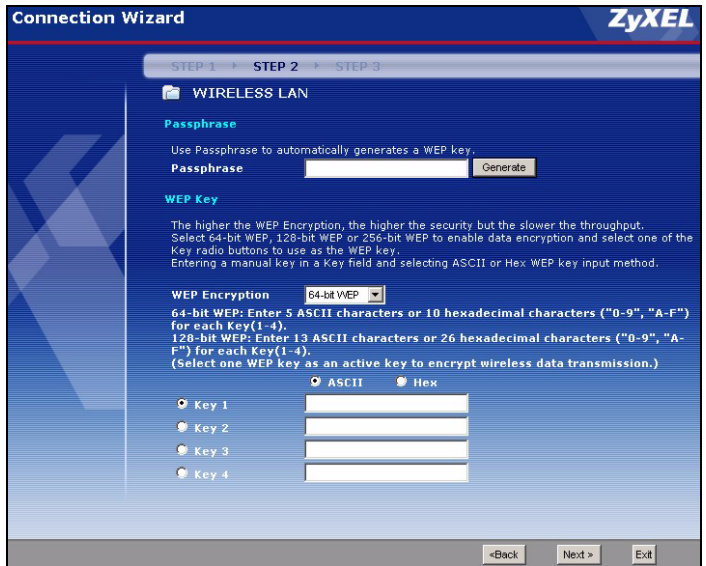 Connection Wizard
ZyXEL
STEP 1 STEP 2 STEP 3
WIRELESS LAN
Passphrase
Use Passphrase to automatically generates a WEP key.
Passphrase
Generate
WEP Key
The higher the WEP Encryption, the higher the security but the slower the throughput.
Select 64-bit WEP, 128-bit WEP or 256-bit WEP to enable data encryption and select one of the
Key radio buttons to use as the WEP key.
Entering a manual key in a Key field and selecting ASCII or Hex WEP key input method.
WEP Encryption
64-bit WEP
64-bit WEP: Enter 5 ASCII characters or 10 hexadecimal characters ("0-9", "A-F")
for each Key(1-4).
128-bit WEP: Enter 13 ASCII characters or 26 hexadecimal characters ("0-9", "A-
F") for each Key(1-4).
(Select one WEP key as an active key to encrypt wireless data transmission.)
ASCII Hex
Key 1
Key 2
Key 3
Key 4
<Back Next > Exit